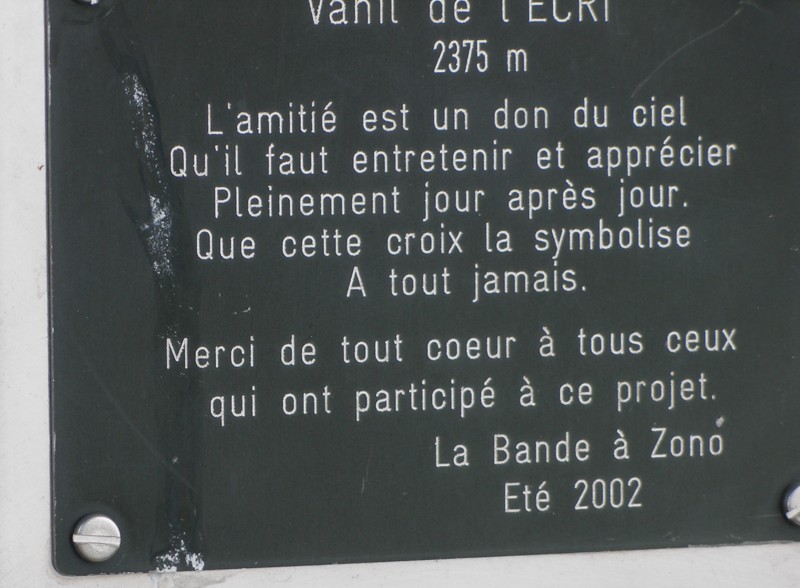 Vanil de l'ECRI
2375 m
L'amitié est un don du ciel
Qu'il faut entretenir et apprécier
Pleinement jour après jour.
Que cette croix la symbolise
A tout jamais.
Merci de tout coeur à tous ceux
qui ont participé à ce projet.
La Bande à Zono
Eté 2002